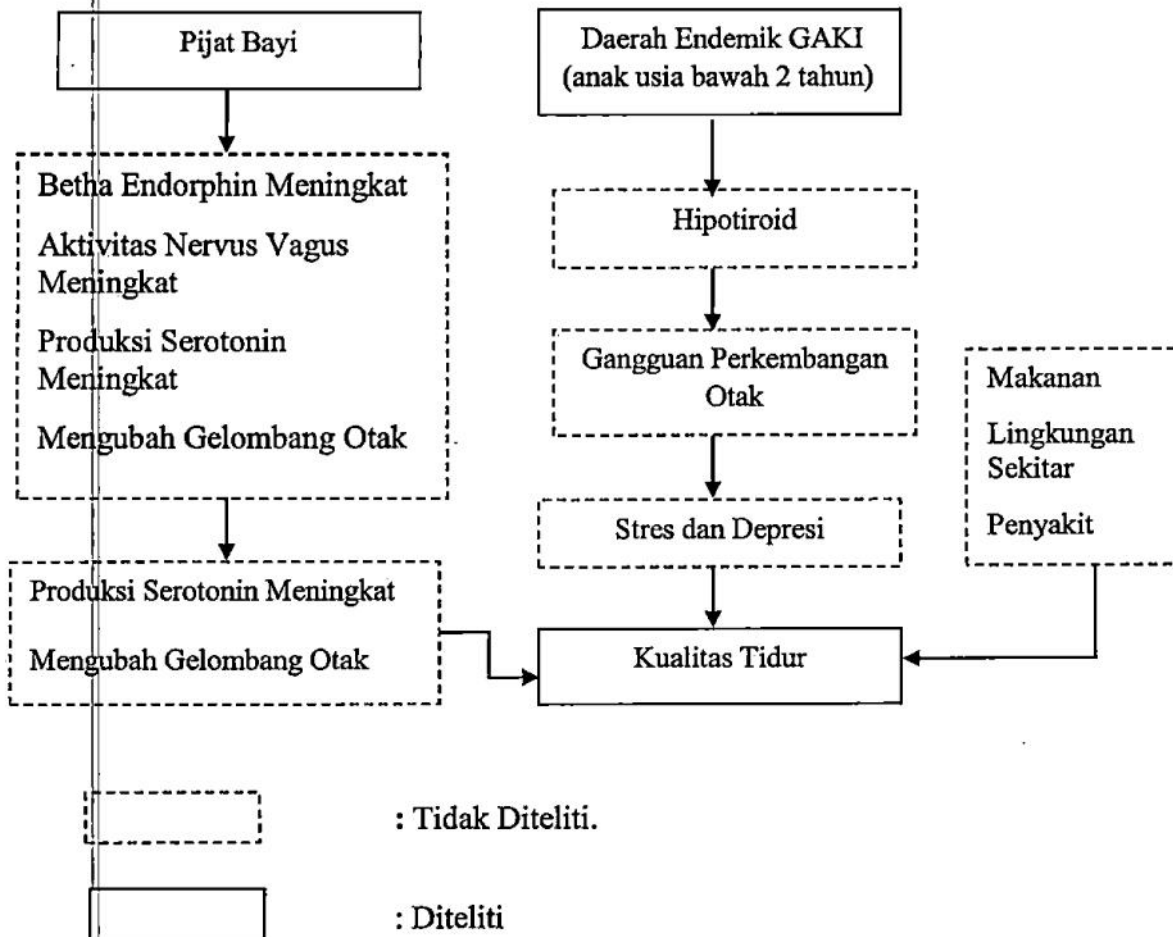 Pijat Bayi
Betha Endorphin Meningkat
Aktivitas Nervus Vagus
Meningkat
Produksi Serotonin
Meningkat
Mengubah Gelombang Otak
Produksi Serotonin Meningkat
Mengubah Gelombang Otak
Daerah Endemik GAKI
(anak usia bawah 2 tahun)
Hipotiroid
Gangguan Perkembangan
Otak
Stres dan Depresi
Kualitas Tidur
Makanan
Lingkungan
Sekitar
Penyakit
: Tidak Diteliti.
: Diteliti